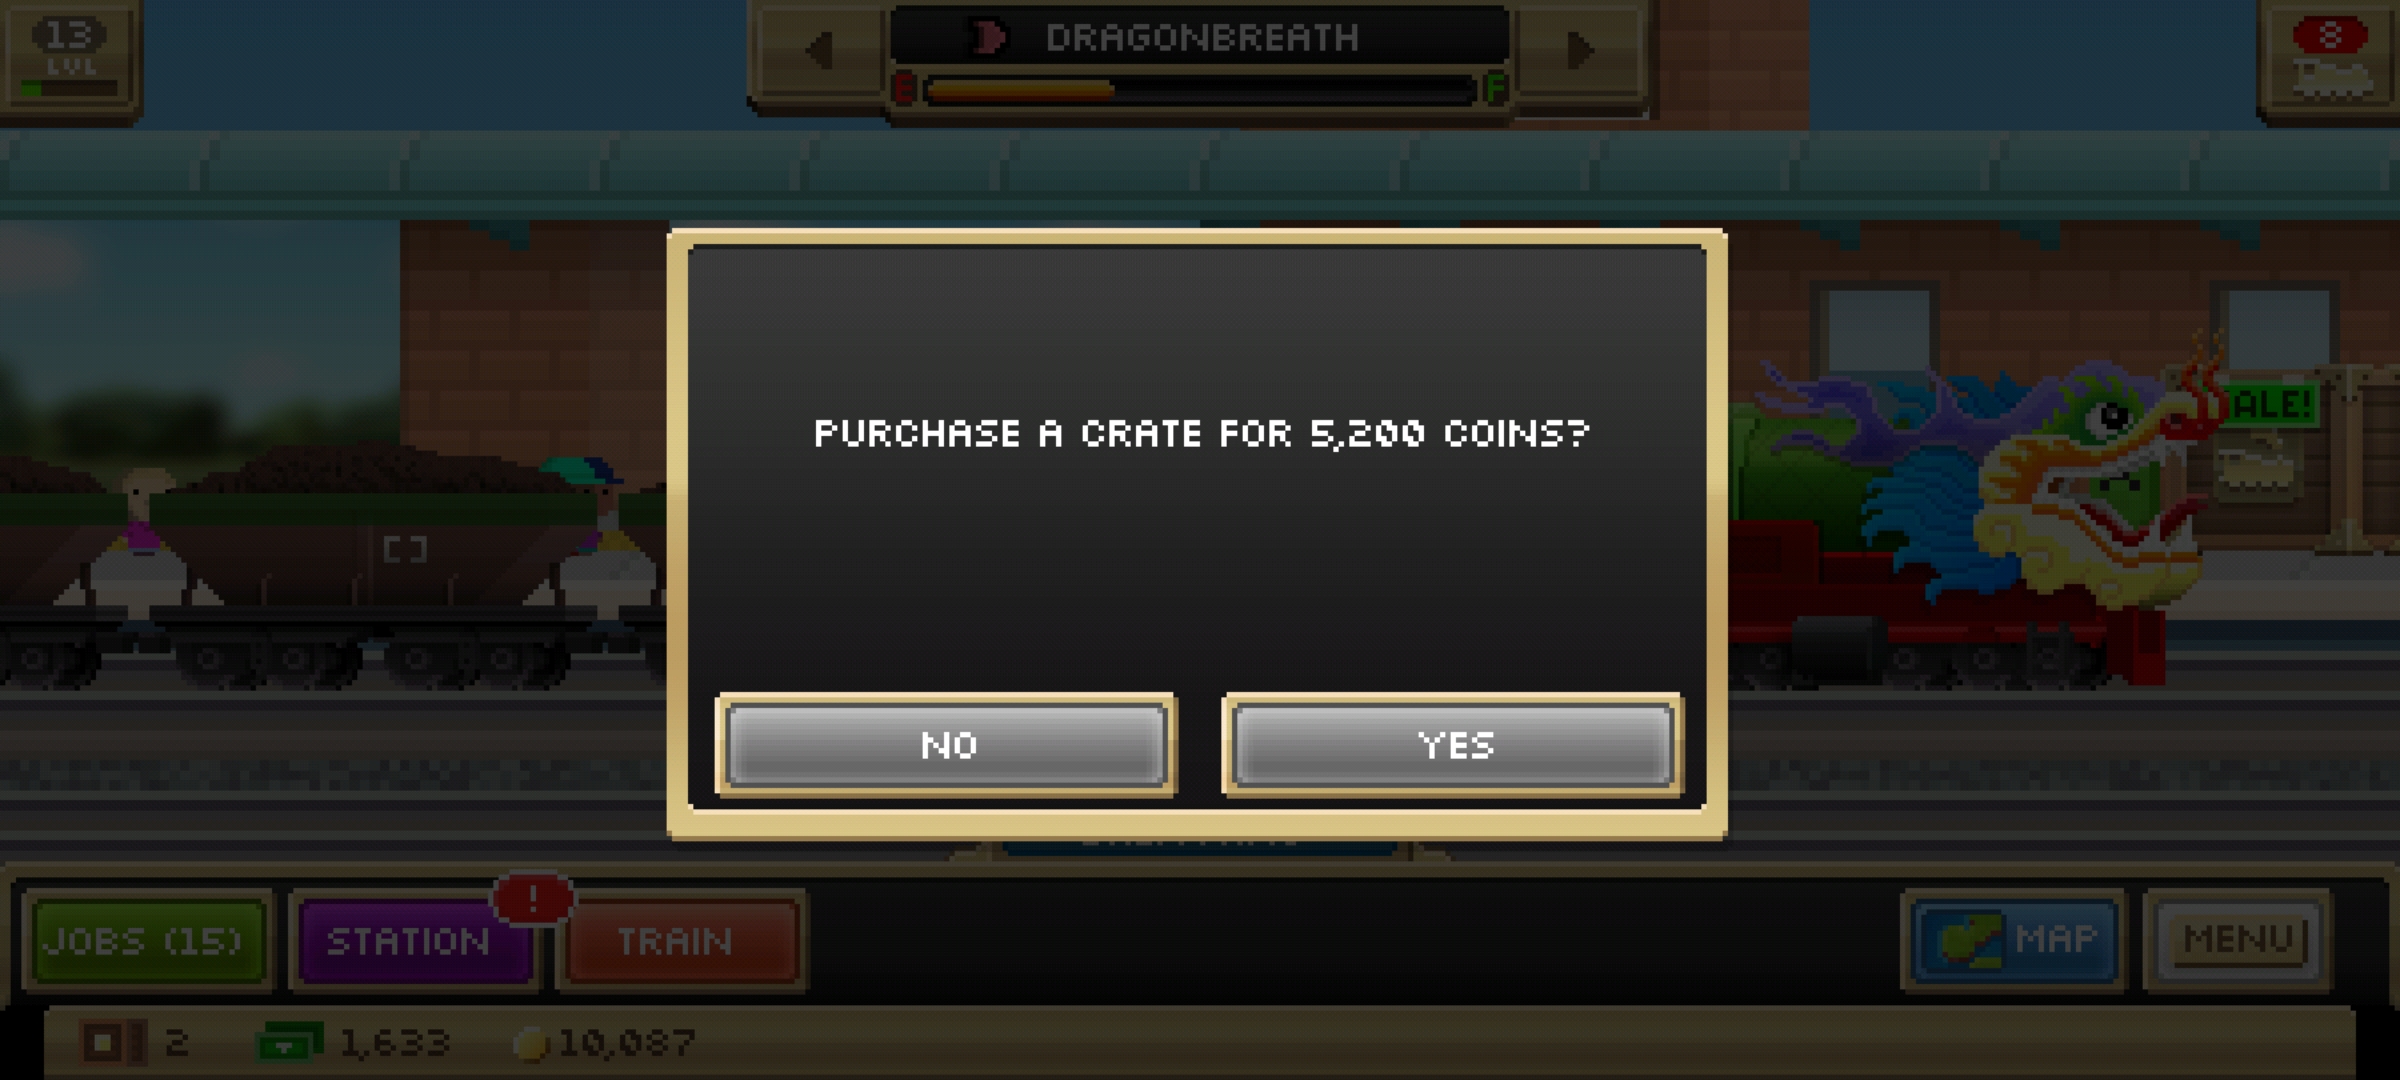 13
LVL
DRAGONBREATH
E
F
8
ALE!
PURCHASE A CRATE FOR 5,200 COINS?
NO
YES
JOBS (15)
STATION
!
TRAIN
MAP
MENU
2
1,633
10,087